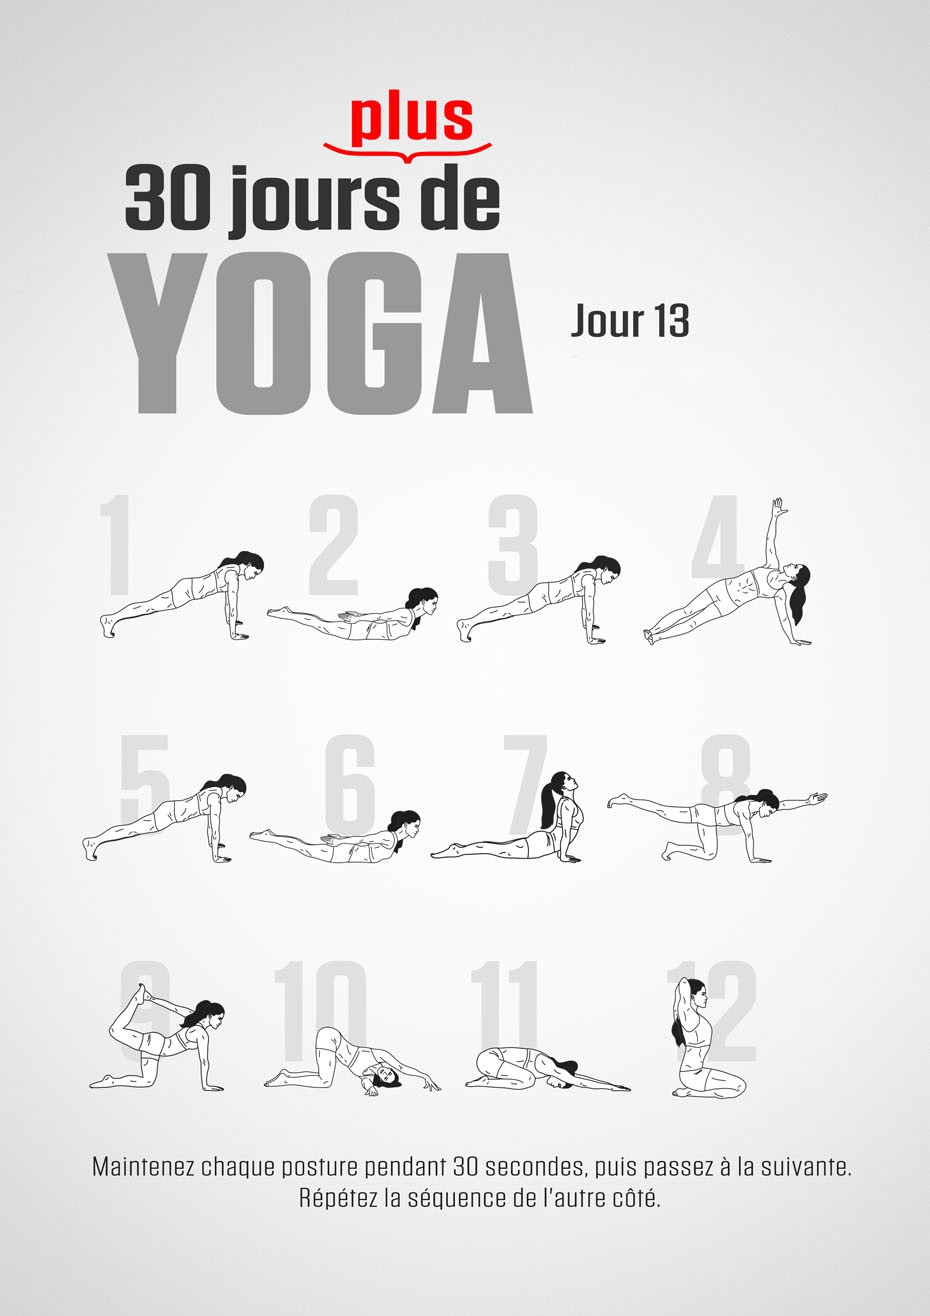 plus
30 jours de
YOGA
Jour 13
1 2 3 4
5 6 7 8
9 10 11 12
Maintenez chaque posture pendant 30 secondes, puis passez à la suivante.
Répétez la séquence de l'autre côté.